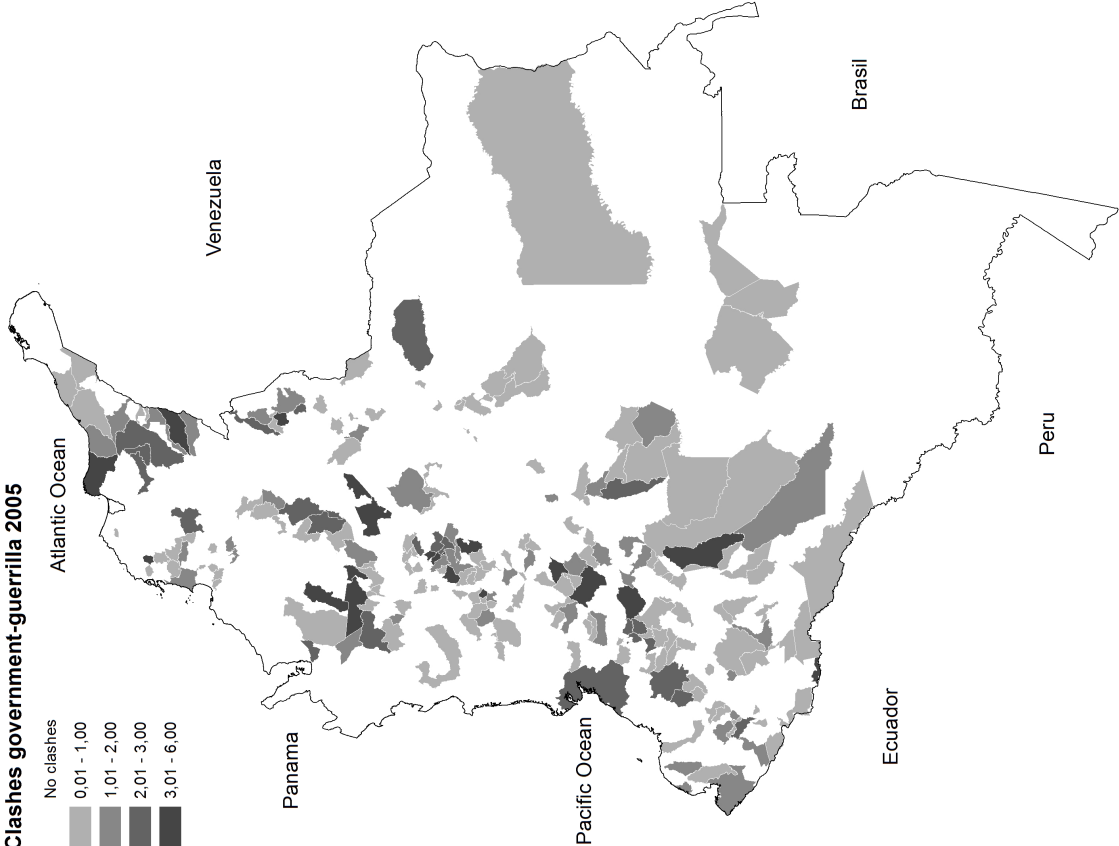 Clashes government-guerrilla 2005
No clashes
0,01 - 1,00
1,01 - 2,00
2,01 - 3,00
3,01 - 6,00
Atlantic Ocean
Venezuela
Panama
Pacific Ocean
Brasil
Ecuador
Peru